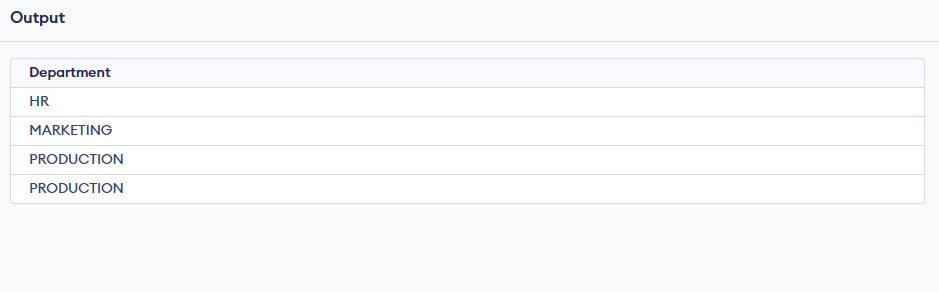 Output
Department
HR
MARKETING
PRODUCTION
PRODUCTION